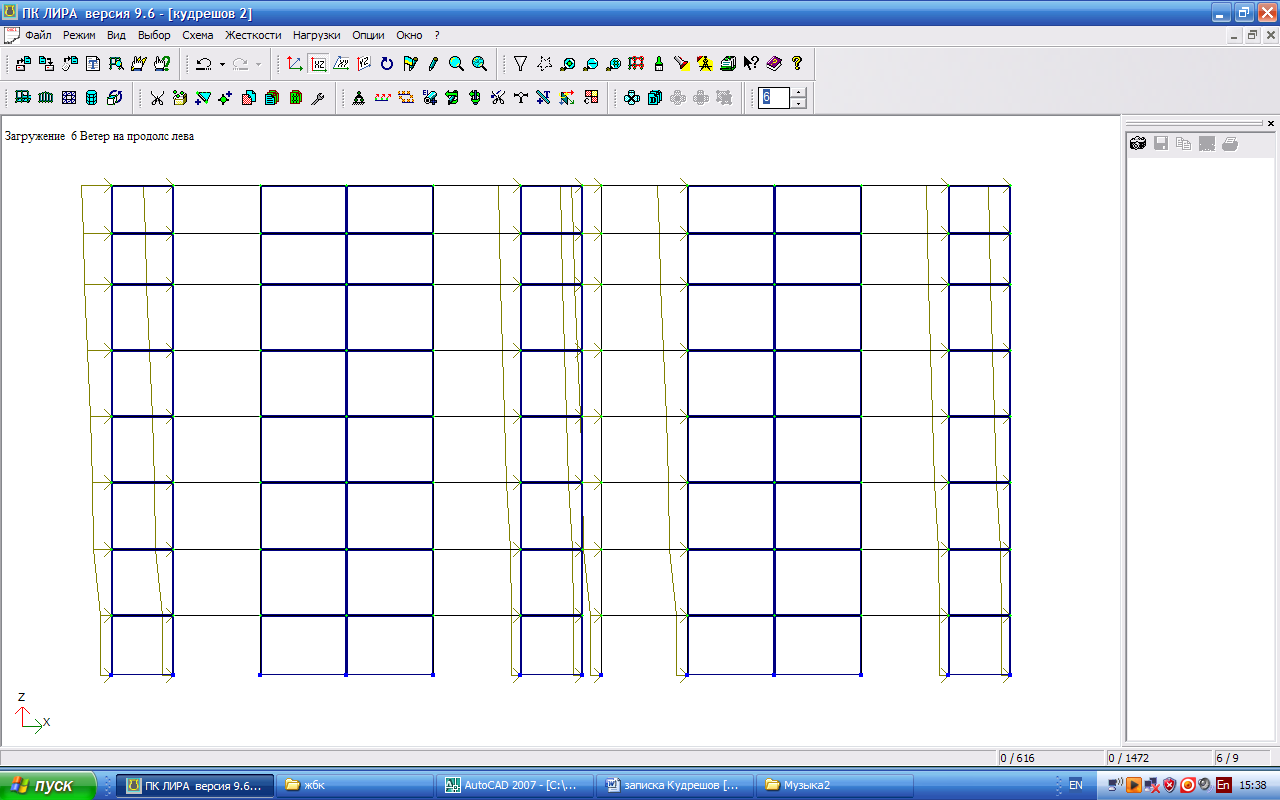 ПК ЛИРА версия 9.6 - [кудрешов 2]
Файл Режим Вид Выбор Схема Жесткости Нагрузки Опции Окно ?
6
Загружение 6 Ветер на продолс лева
Z
X
0 / 616 0 / 1472 6 / 9
пуск ПК ЛИРА версия 9.6... жбк AutoCAD 2007 - [C:\... записка Кудрешов [... Музыка2 EN En 15:38